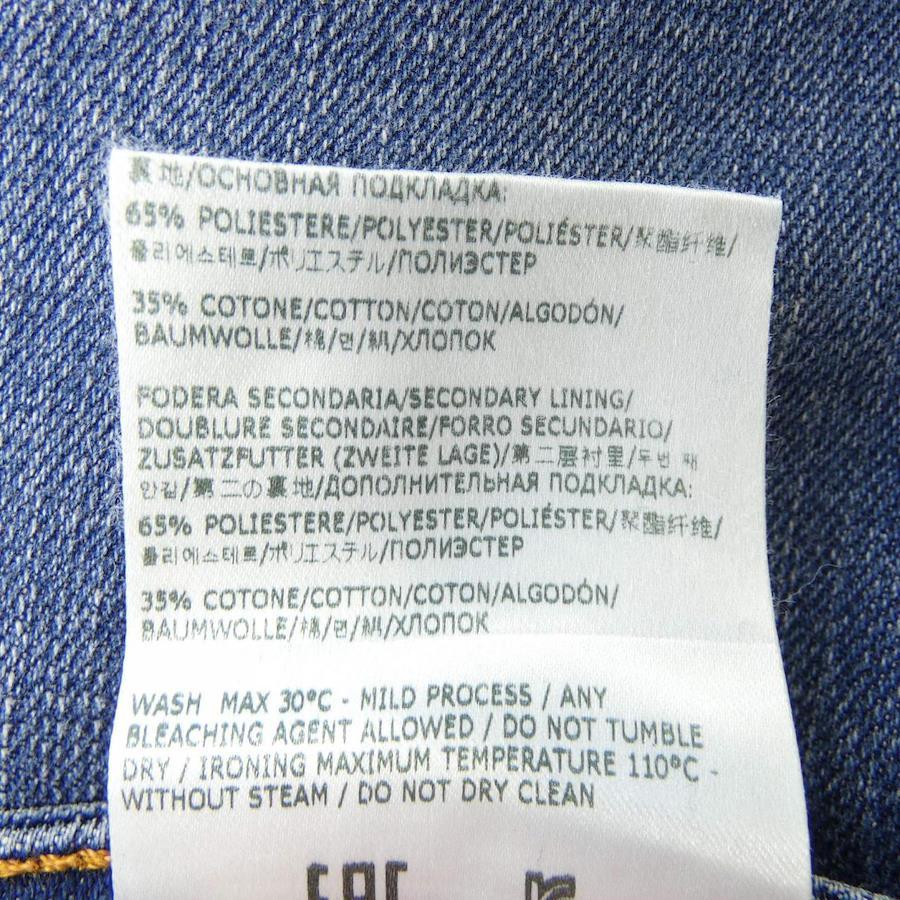 裏地/ОСНОВНАЯ ПОДКЛАДКА:
65% POLIESTERE/POLYESTER/POLIÉSTER/聚酯纤维/
폴리에스테르/ポリエステル/ПОЛИЭСТЕР
35% COTONE/COTTON/COTON/ALGODÓN/
BAUMWOLLE/棉/면/綿/ХЛОПОК
FODERA SECONDARIA/SECONDARY LINING/
DOUBLURE SECONDAIRE/FORRO SECUNDARIO/
ZUSATZFUTTER (ZWEITE LAGE)/第二层衬里/두번 째
안감/第二の裏地/ДОПОЛНИТЕЛЬНАЯ ПОДКЛАДКА:
65% POLIESTERE/POLYESTER/POLIÉSTER/聚酯纤维/
폴리에스테르/ポリエステル/ПОЛИЭСТЕР
35% COTONE/COTTON/COTON/ALGODÓN/
BAUMWOLLE/棉/면/綿/ХЛОПОК
WASH MAX 30°C - MILD PROCESS / ANY
BLEACHING AGENT ALLOWED / DO NOT TUMBLE
DRY / IRONING MAXIMUM TEMPERATURE 110°C -
WITHOUT STEAM / DO NOT DRY CLEAN